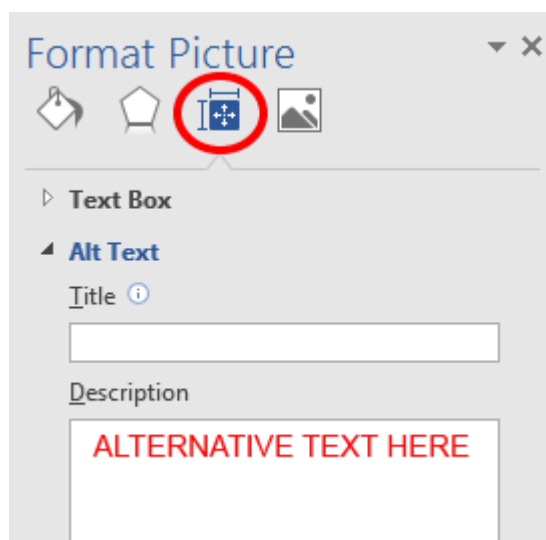 Format Picture
Text Box
Alt Text
Title
Description
ALTERNATIVE TEXT HERE